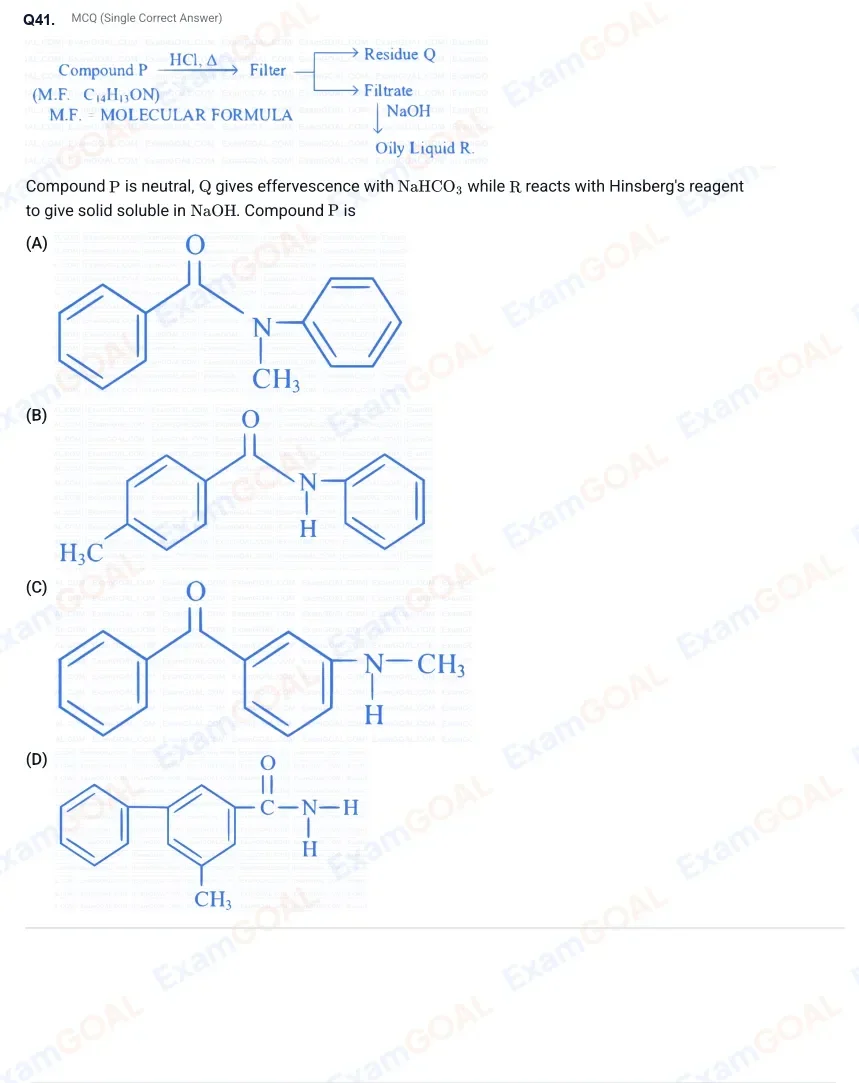 Q41. MCQ (Single Correct Answer)
Compound P HCl, Δ Filter Residue Q
(M.F. C₁₄H₁₃ON) Filtrate
M.F. = MOLECULAR FORMULA NaOH
Oily Liquid R.
Compound P is neutral, Q gives effervescence with NaHCO₃ while R reacts with Hinsberg's reagent
to give solid soluble in NaOH. Compound P is
(A)
O
N
CH₃
(B)
O
N
H
H₃C
(C)
O
N—CH₃
H
(D)
O
C—N—H
H
CH₃
ExamGOAL